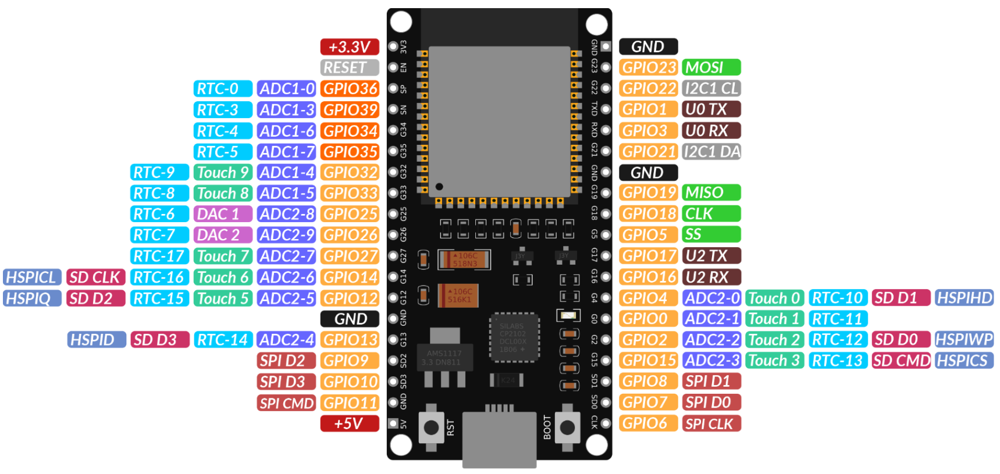 +3.3V 3V3 GND GND
RESET EN G23 GPIO23 MOSI
RTC-0 ADC1-0 GPIO36 SP G22 GPIO22 I2C1 CL
RTC-3 ADC1-3 GPIO39 SN TXD GPIO1 U0 TX
RTC-4 ADC1-6 GPIO34 G34 RXD GPIO3 U0 RX
RTC-5 ADC1-7 GPIO35 G35 G21 GPIO21 I2C1 DA
RTC-9 Touch 9 ADC1-4 GPIO32 G32 GND GND
RTC-8 Touch 8 ADC1-5 GPIO33 G33 G19 GPIO19 MISO
RTC-6 DAC 1 ADC2-8 GPIO25 G25 G18 GPIO18 CLK
RTC-7 DAC 2 ADC2-9 GPIO26 G26 G5 GPIO5 SS
RTC-17 Touch 7 ADC2-7 GPIO27 G27 G17 GPIO17 U2 TX
HSPICL SD CLK RTC-16 Touch 6 ADC2-6 GPIO14 G14 G16 GPIO16 U2 RX
HSPIQ SD D2 RTC-15 Touch 5 ADC2-5 GPIO12 G12 G4 GPIO4 ADC2-0 Touch 0 RTC-10 SD D1 HSPIHD
GND GND G0 GPIO0 ADC2-1 Touch 1 RTC-11
HSPID SD D3 RTC-14 ADC2-4 GPIO13 G13 G2 GPIO2 ADC2-2 Touch 2 RTC-12 SD D0 HSPIWP
SPI D2 GPIO9 SD2 G15 GPIO15 ADC2-3 Touch 3 RTC-13 SD CMD HSPICS
SPI D3 GPIO10 SD3 SD1 GPIO8 SPI D1
SPI CMD GPIO11 GND SD0 GPIO7 SPI D0
+5V 5V CLK GPIO6 SPI CLK
106C
518N3
J3Y
J3Y
106C
516K1
SILABS
CP2102
DCL00X
1B06 +
AMS1117
3.3 DN811
K24
RST
BOOT